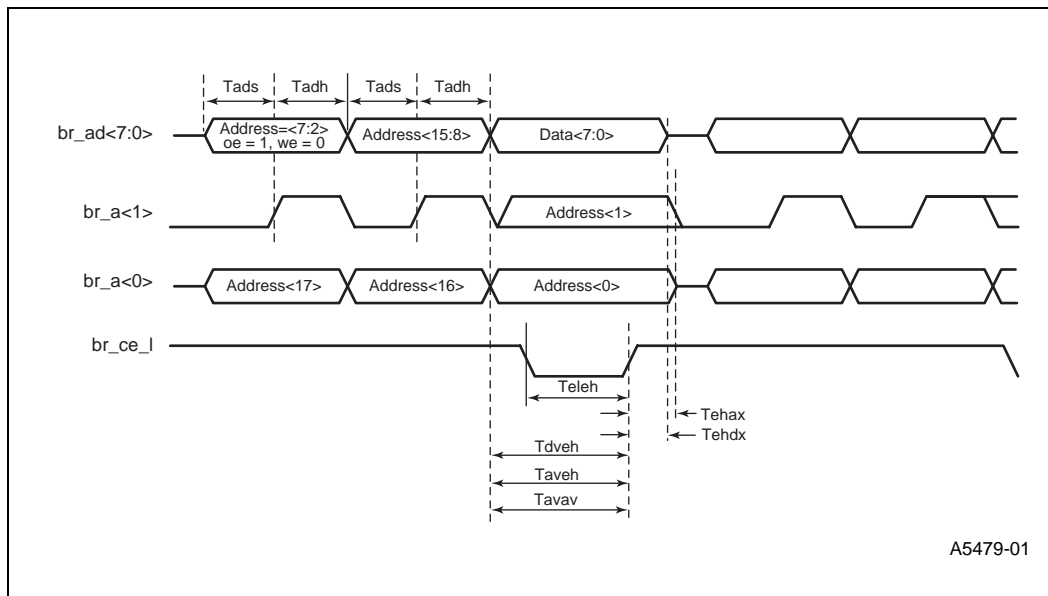 Tads Tadh Tads Tadh
br_ad<7:0>
Address=<7:2>
oe = 1, we = 0
Address<15:8>
Data<7:0>
br_a<1>
Address<1>
br_a<0>
Address<17>
Address<16>
Address<0>
br_ce_l
Teleh
Tehax
Tehdx
Tdveh
Taveh
Tavav
A5479-01